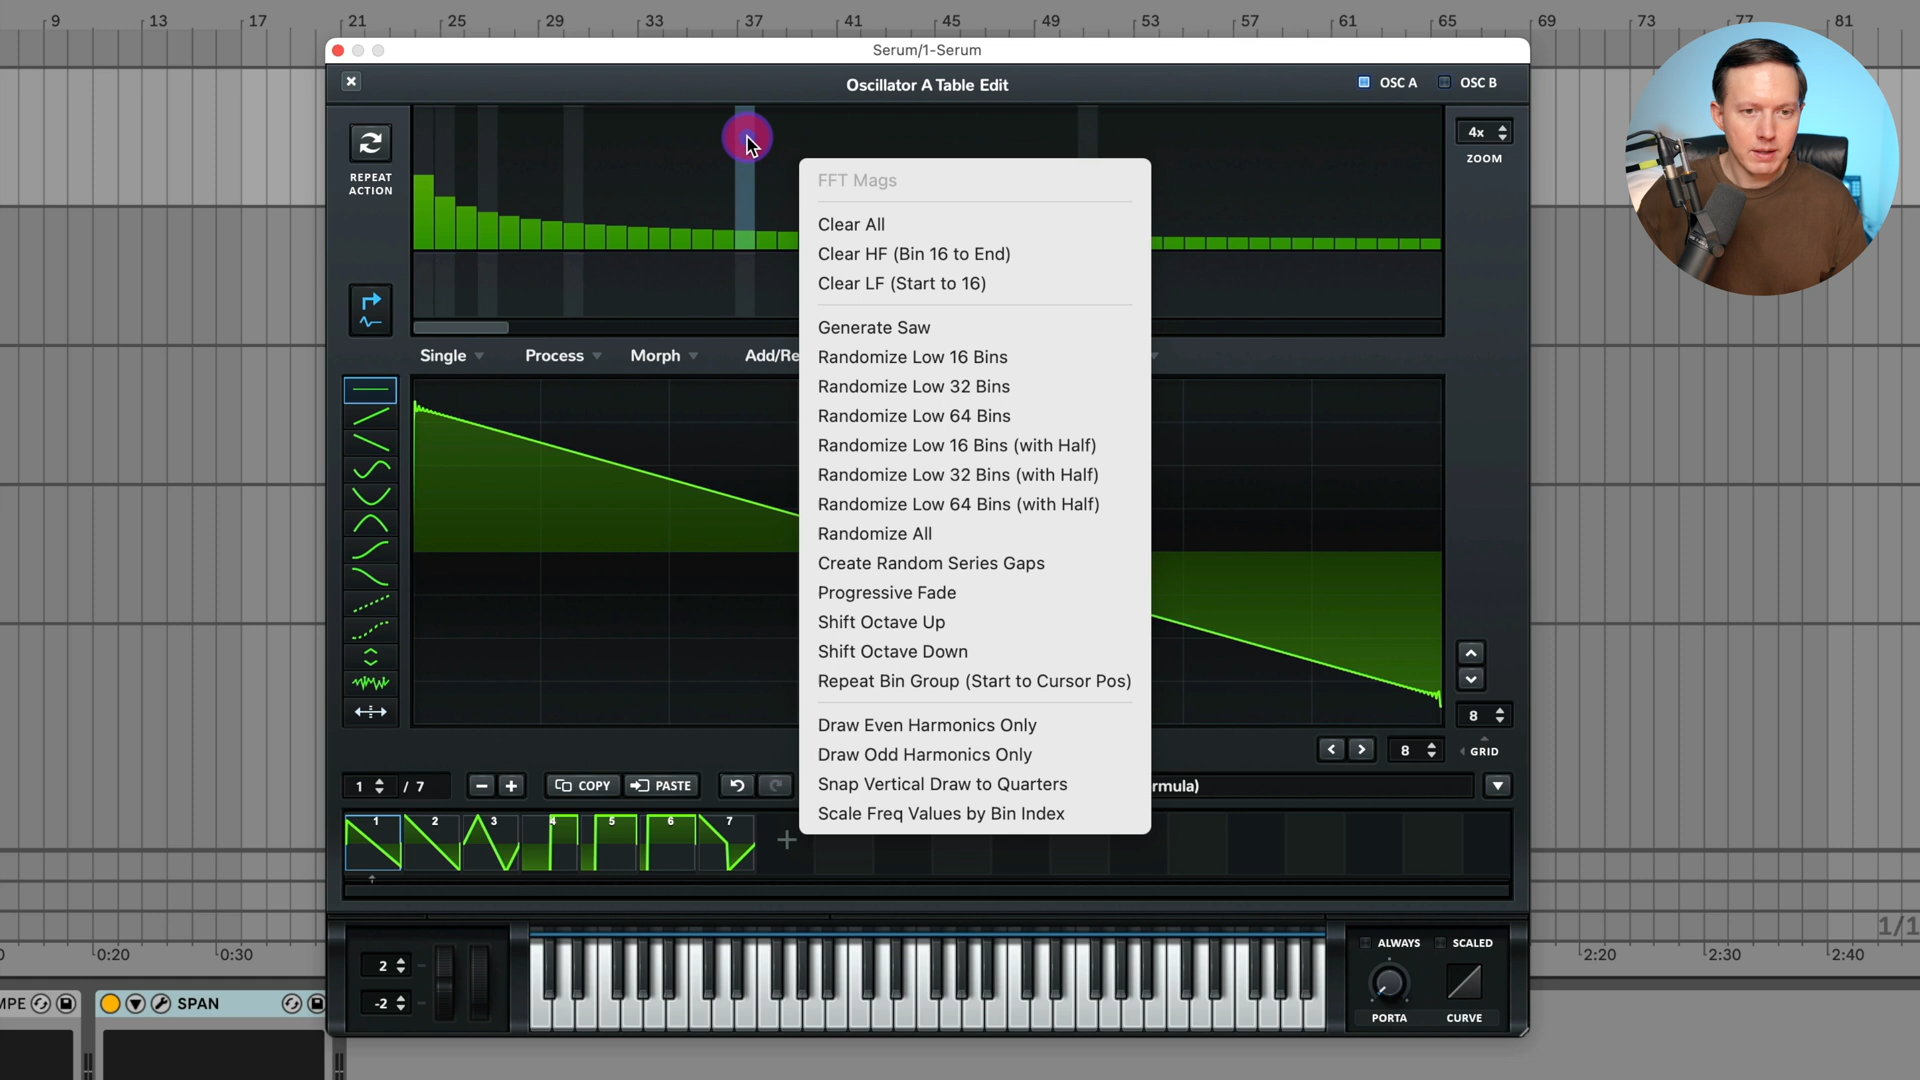 9 13 17 21 25 29 33 37 41 45 49 53 57 61 65 69 73 77 81
Serum/1-Serum
Oscillator A Table Edit
OSC A
OSC B
REPEAT
ACTION
4x
ZOOM
FFT Mags
Clear All
Clear HF (Bin 16 to End)
Clear LF (Start to 16)
Generate Saw
Randomize Low 16 Bins
Randomize Low 32 Bins
Randomize Low 64 Bins
Randomize Low 16 Bins (with Half)
Randomize Low 32 Bins (with Half)
Randomize Low 64 Bins (with Half)
Randomize All
Create Random Series Gaps
Progressive Fade
Shift Octave Up
Shift Octave Down
Repeat Bin Group (Start to Cursor Pos)
Draw Even Harmonics Only
Draw Odd Harmonics Only
Snap Vertical Draw to Quarters
Scale Freq Values by Bin Index
Single Process Morph Add/Re
8
8 GRID
1 / 7 COPY PASTE rmula)
1 2 3 4 5 6 7
1/1
0:20 0:30 2:20 2:30 2:40
2
-2
ALWAYS SCALED
PORTA CURVE
MPE SPAN